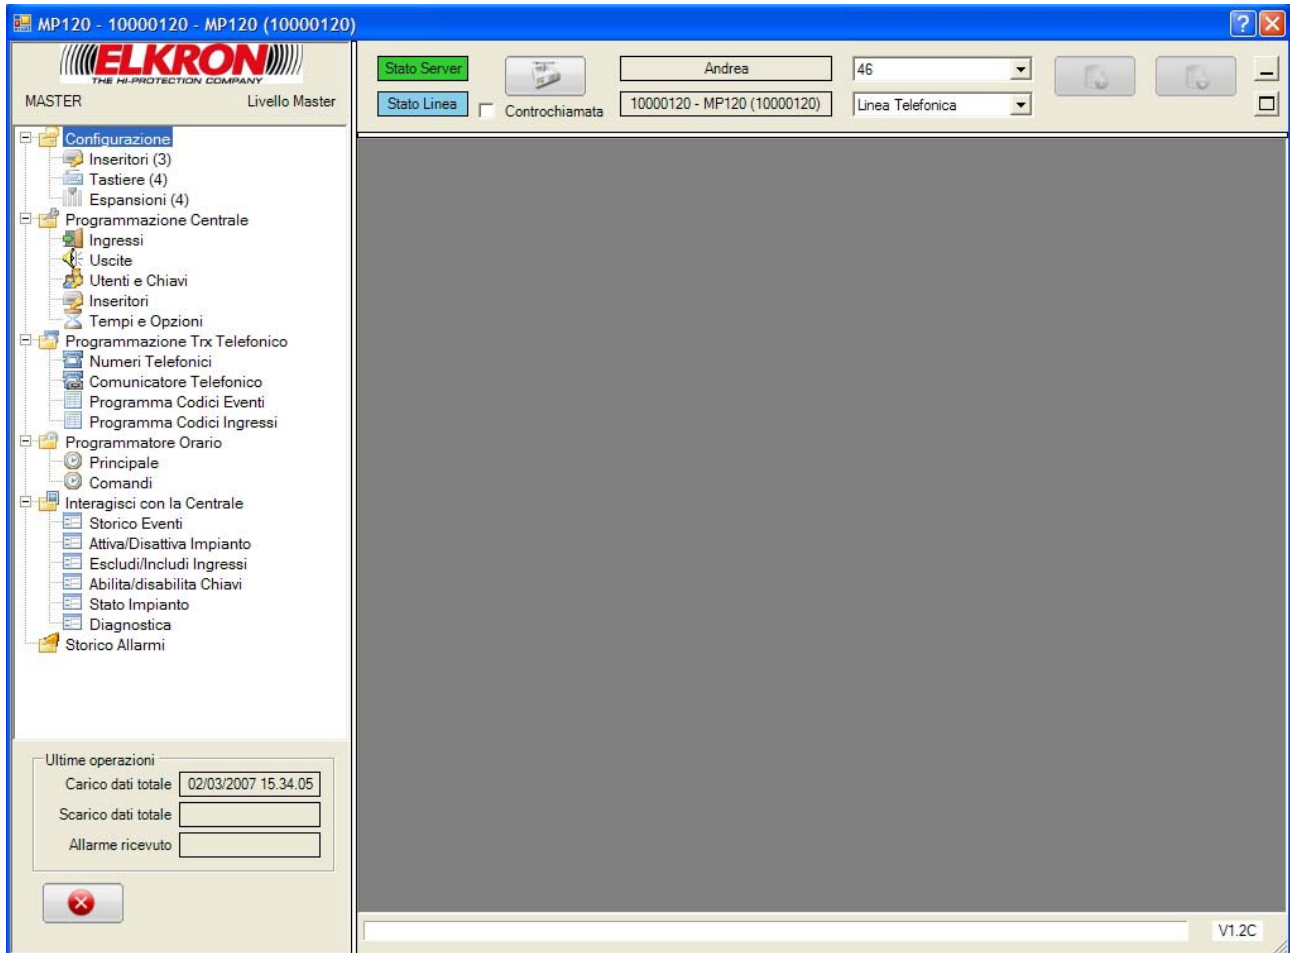 MP120 - 10000120 - MP120 (10000120)
ELKRON
THE HI-PROTECTION COMPANY
MASTER Livello Master
Stato Server
Andrea
46
Stato Linea
Controchiamata
10000120 - MP120 (10000120)
Linea Telefonica
Configurazione
Inseritori (3)
Tastiere (4)
Espansioni (4)
Programmazione Centrale
Ingressi
Uscite
Utenti e Chiavi
Inseritori
Tempi e Opzioni
Programmazione Trx Telefonico
Numeri Telefonici
Comunicatore Telefonico
Programma Codici Eventi
Programma Codici Ingressi
Programmatore Orario
Principale
Comandi
Interagisci con la Centrale
Storico Eventi
Attiva/Disattiva Impianto
Escludi/Includi Ingressi
Abilita/disabilita Chiavi
Stato Impianto
Diagnostica
Storico Allarmi
Ultime operazioni
Carico dati totale 02/03/2007 15.34.05
Scarico dati totale
Allarme ricevuto
V1.2C